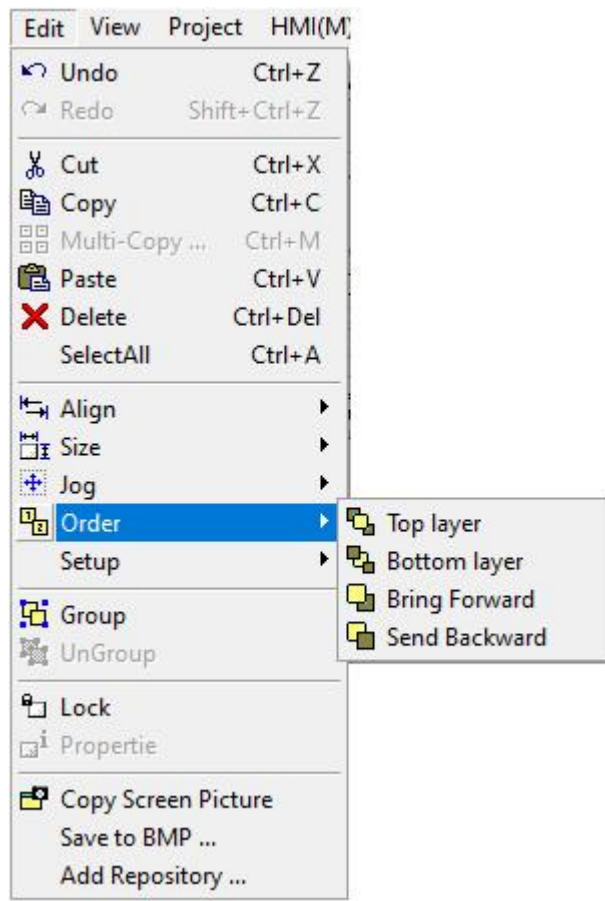 Edit View Project HMI(M)
Undo Ctrl+Z
Redo Shift+Ctrl+Z
Cut Ctrl+X
Copy Ctrl+C
Multi-Copy ... Ctrl+M
Paste Ctrl+V
Delete Ctrl+Del
SelectAll Ctrl+A
Align
Size
Jog
Order
Top layer
Setup
Bottom layer
Bring Forward
Group
Send Backward
UnGroup
Lock
Propertie
Copy Screen Picture
Save to BMP ...
Add Repository ...